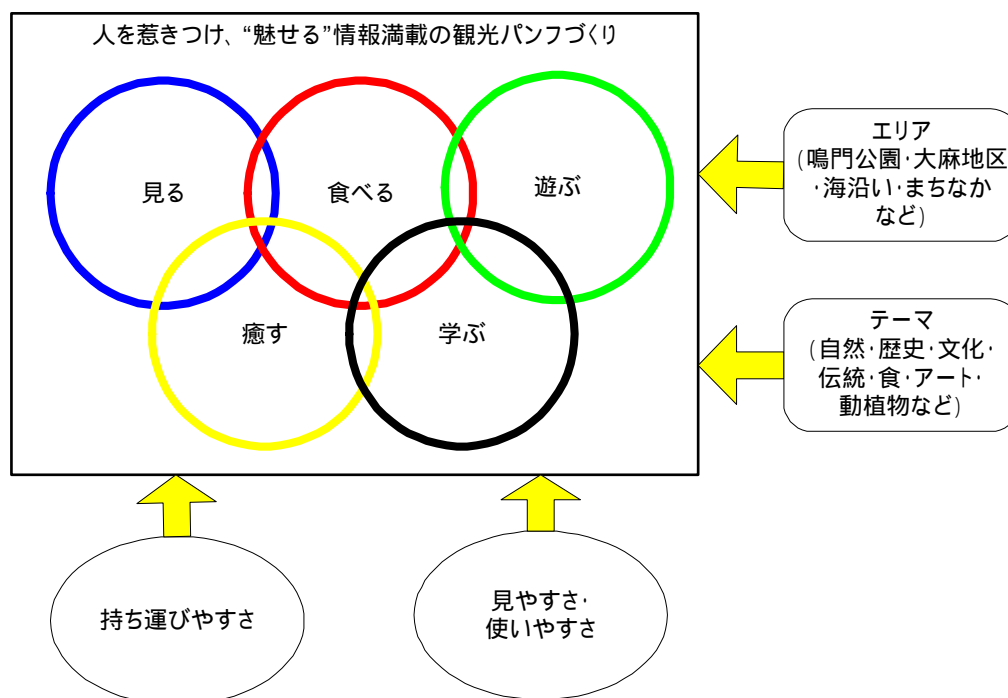 人を惹きつけ、“魅せる”情報満載の観光パンフづくり
見る
食べる
遊ぶ
癒す
学ぶ
エリア
(鳴門公園･大麻地区
･海沿い･まちなか
など)
テーマ
(自然･歴史･文化･
伝統･食･アート･
動植物など)
持ち運びやすさ
見やすさ･
使いやすさ